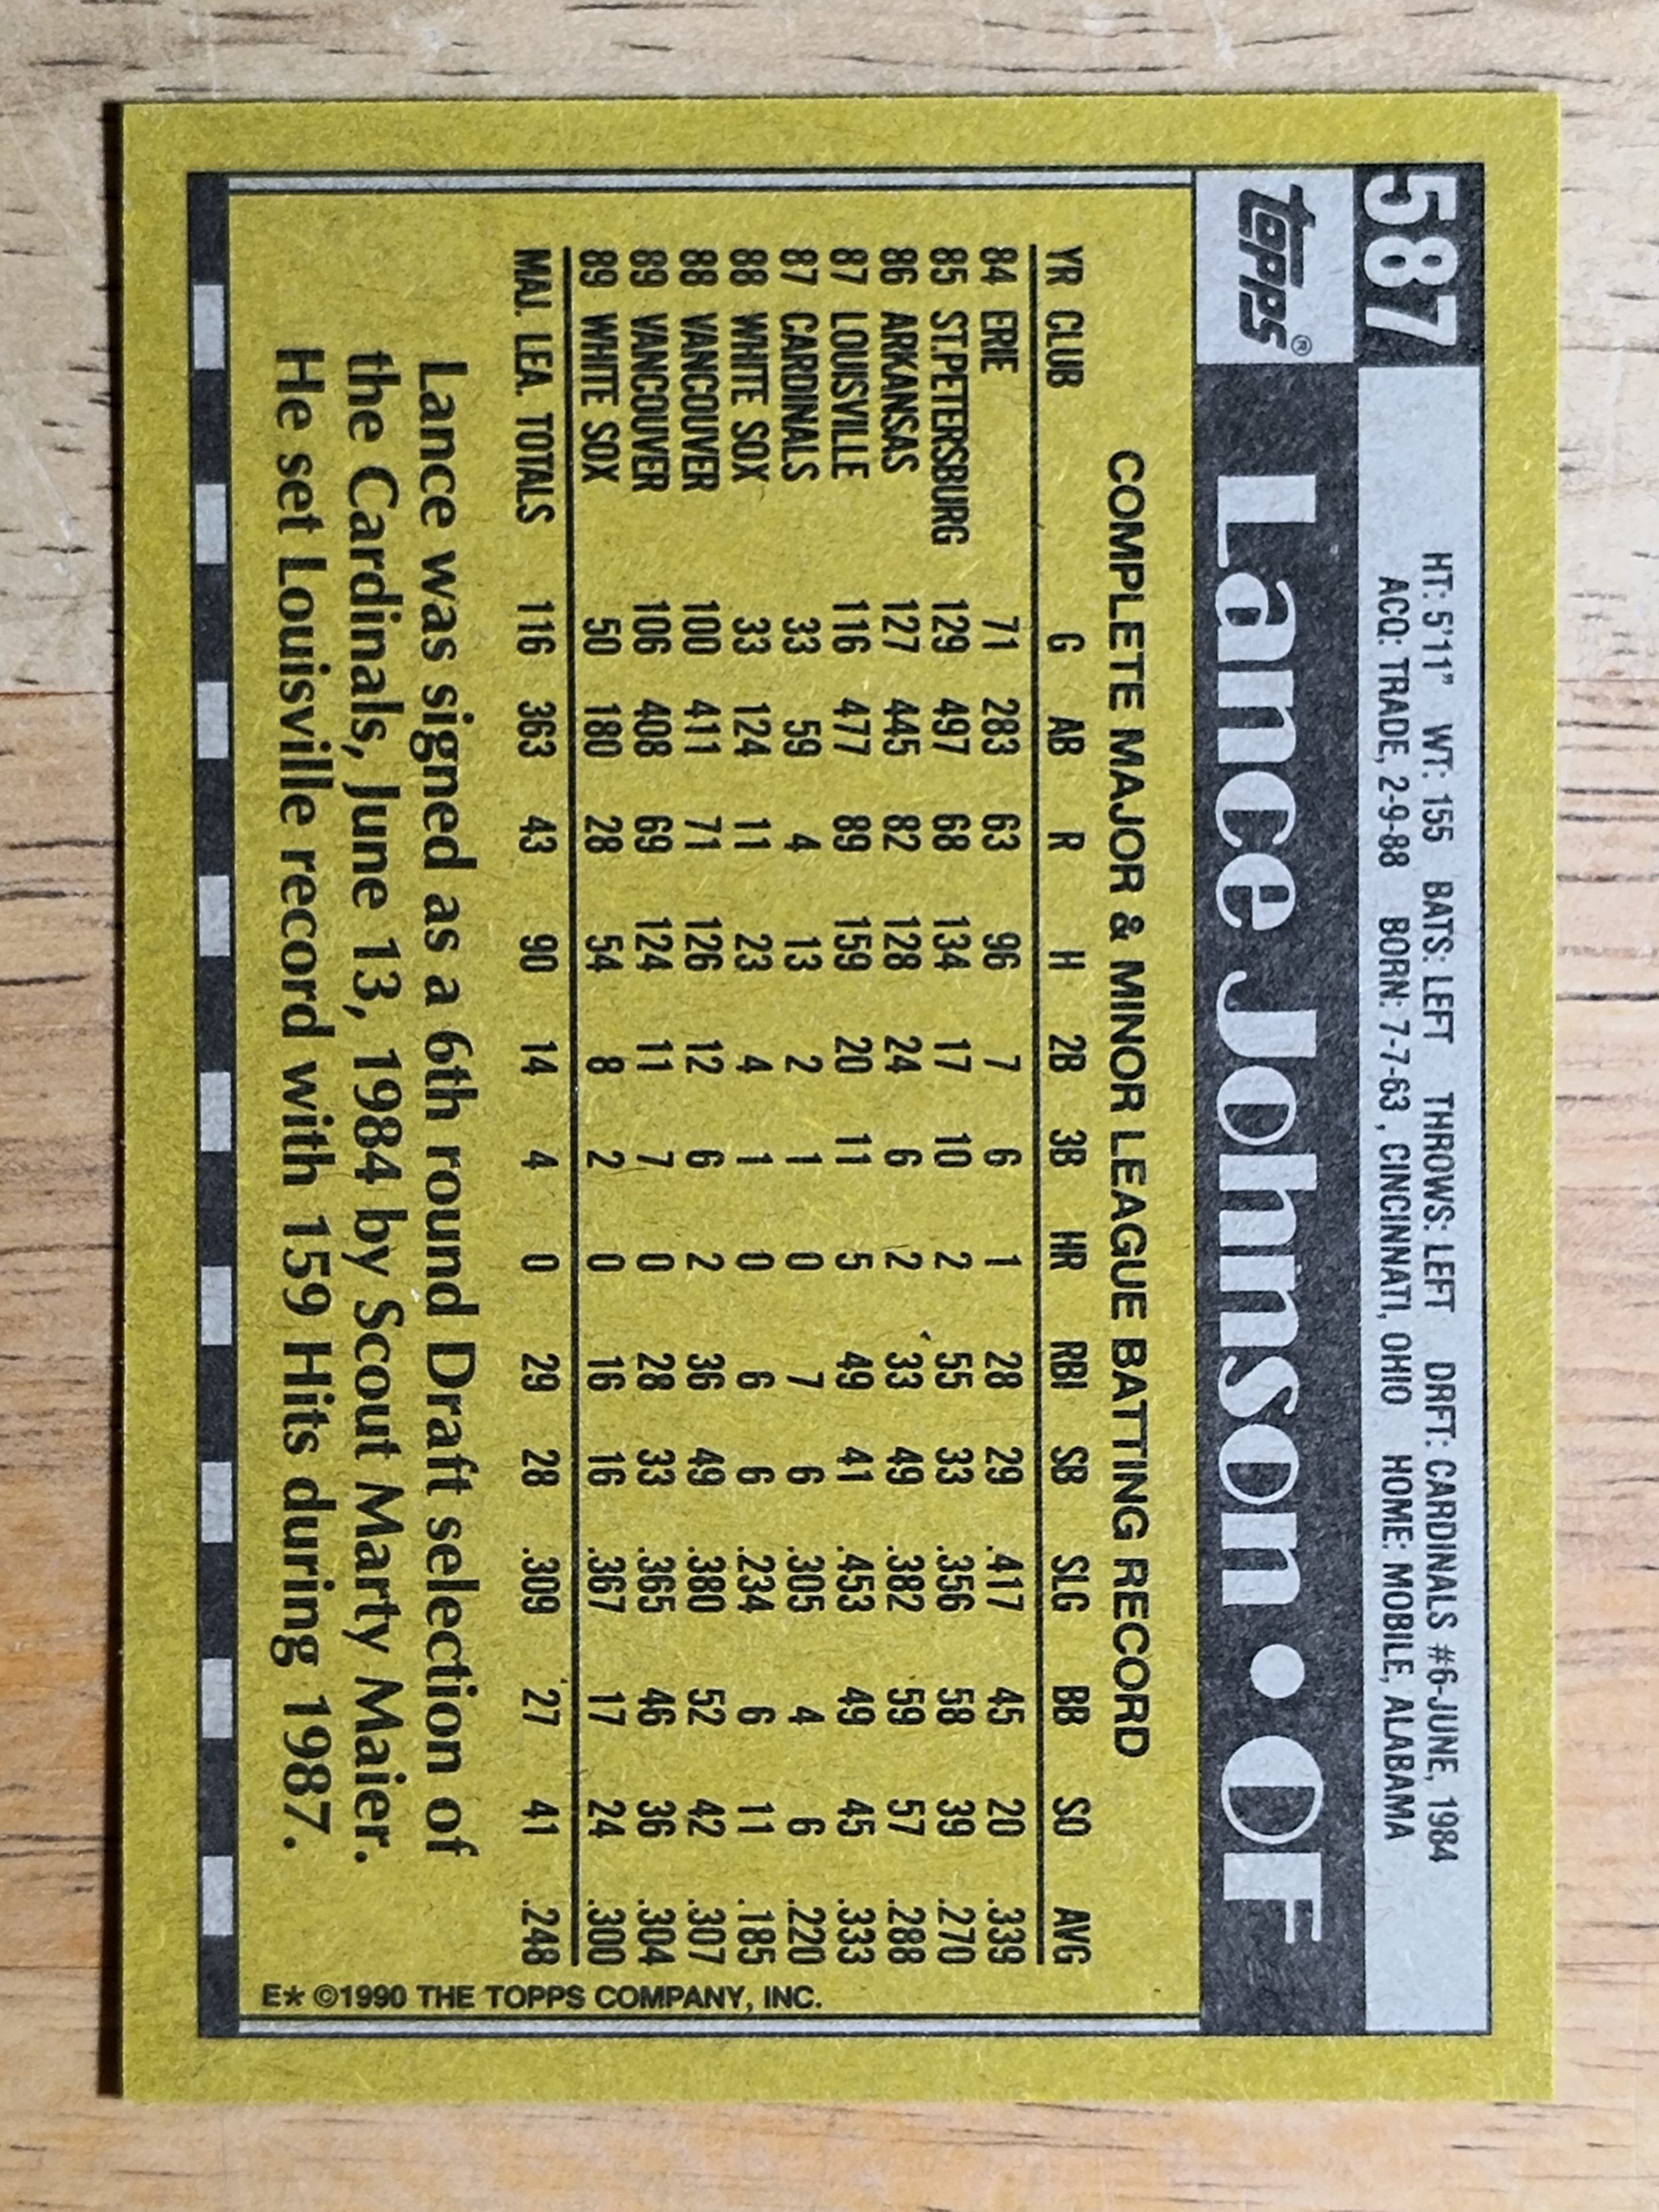 587
HT: 5'11" WT: 155 BATS: LEFT THROWS: LEFT DRFT: CARDINALS #6-JUNE, 1984
ACQ: TRADE, 2-9-88 BORN: 7-7-63, CINCINNATI, OHIO HOME: MOBILE, ALABAMA
TOPPS® Lance Johnson • OF
COMPLETE MAJOR & MINOR LEAGUE BATTING RECORD
YR CLUB G AB R H 2B 3B HR RBI SB SLG BB SO AVG
84 ERIE 71 283 63 96 7 6 1 28 29 .417 45 20 .339
85 ST.PETERSBURG 129 497 68 134 17 10 2 55 33 .356 58 39 .270
86 ARKANSAS 127 445 82 128 24 6 2 33 49 .382 59 57 .288
87 LOUISVILLE 116 477 89 159 20 11 5 49 41 .453 49 45 .333
87 CARDINALS 33 59 4 13 2 1 0 7 6 .305 4 6 .220
88 WHITE SOX 33 124 11 23 4 1 0 6 6 .234 6 11 .185
88 VANCOUVER 100 411 71 126 12 6 2 36 49 .380 52 42 .307
89 VANCOUVER 106 408 69 124 11 7 0 28 33 .365 46 36 .304
89 WHITE SOX 50 180 28 54 8 2 0 16 16 .367 17 24 .300
MAJ. LEA. TOTALS 116 363 43 90 14 4 0 29 28 .309 27 41 .248
Lance was signed as a 6th round Draft selection of
the Cardinals, June 13, 1984 by Scout Marty Maier.
He set Louisville record with 159 Hits during 1987.
E* ©1990 THE TOPPS COMPANY, INC.